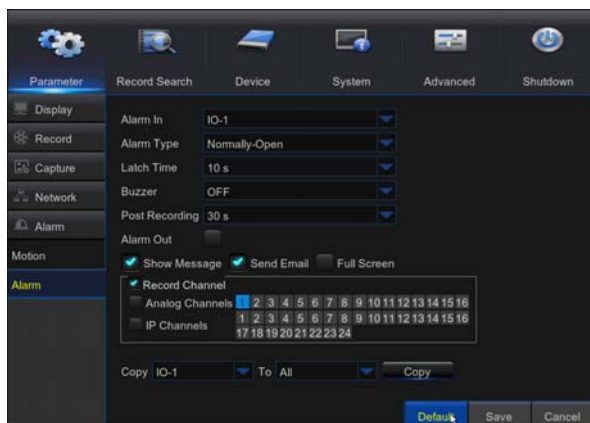 Parameter Record Search Device System Advanced Shutdown
Display
Record
Capture
Network
Alarm
Motion
Alarm
Alarm In IO-1
Alarm Type Normally-Open
Latch Time 10 s
Buzzer OFF
Post Recording 30 s
Alarm Out
Show Message Send Email Full Screen
Record Channel
Analog Channels 1 2 3 4 5 6 7 8 9 10 11 12 13 14 15 16
IP Channels 1 2 3 4 5 6 7 8 9 10 11 12 13 14 15 16
17 18 19 20 21 22 23 24
Copy IO-1 To All Copy
Default Save Cancel